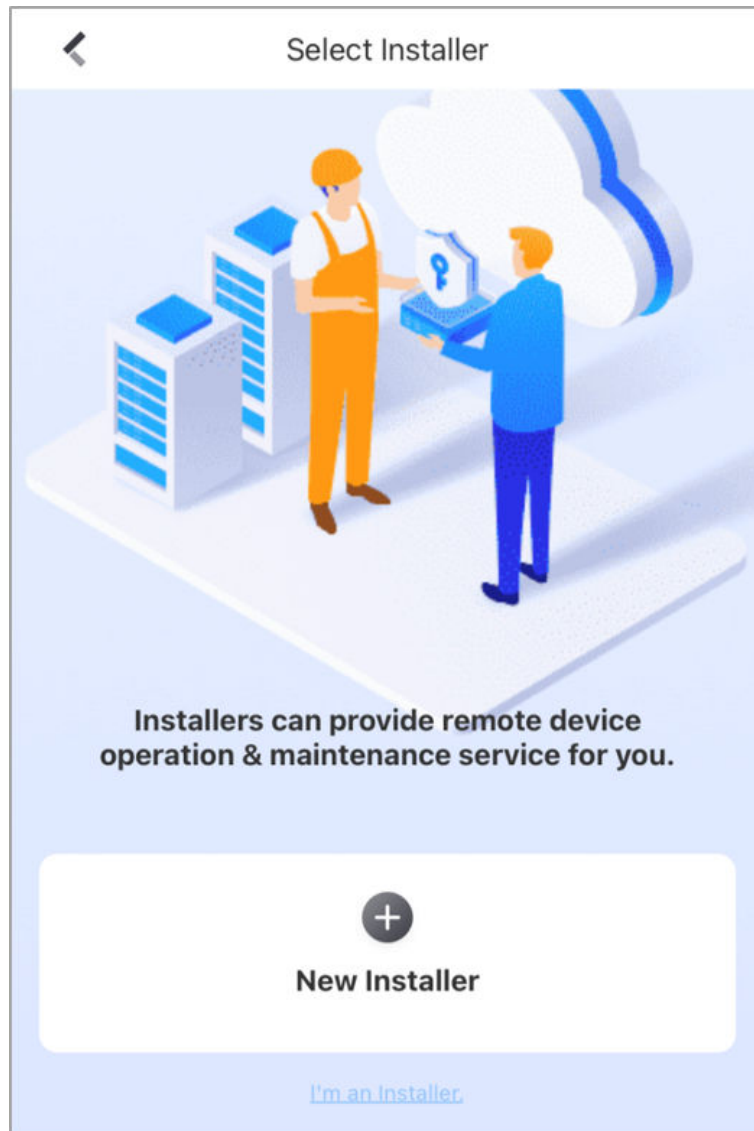 Select Installer
Installers can provide remote device
operation & maintenance service for you.
New Installer
I'm an Installer.